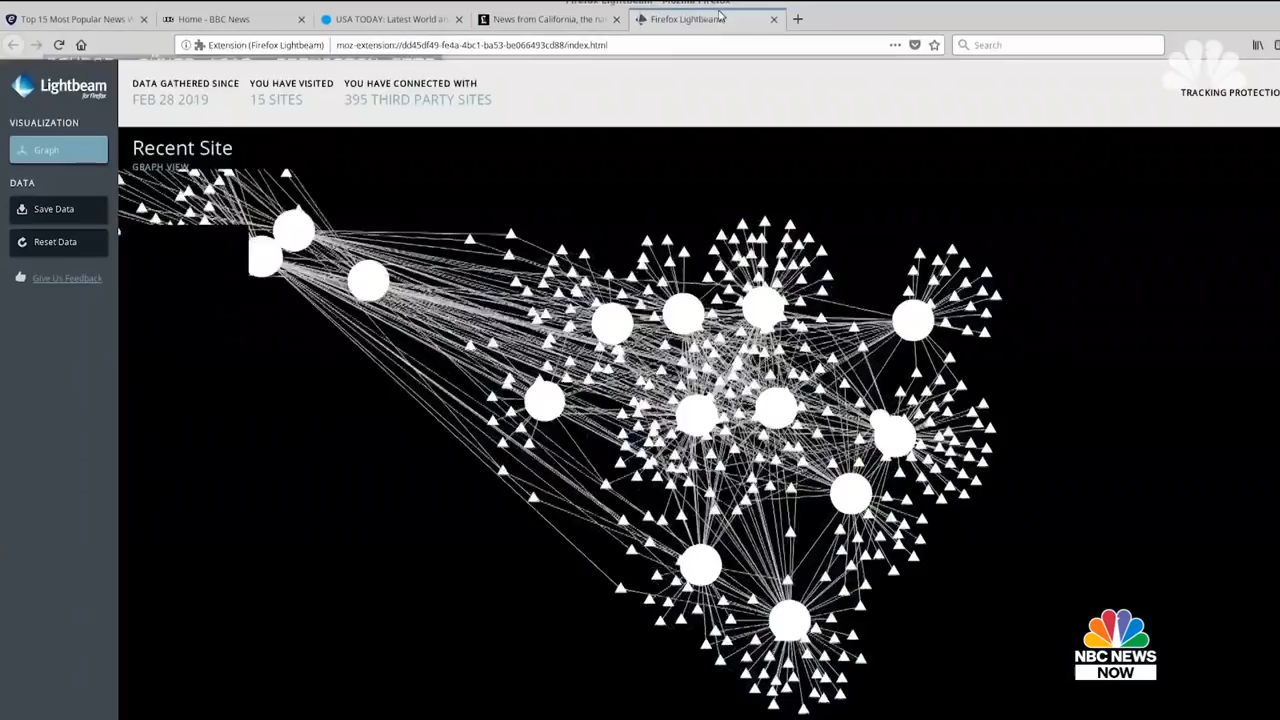 Top 15 Most Popular News W
Home - BBC News
USA TODAY: Latest World an
News from California, the na
Firefox Lightbeam
Extension (Firefox Lightbeam)
moz-extension://dd45df49-fe4a-4bc1-ba53-be066493cd88/index.html
Search
Lightbeam
for Firefox
DATA GATHERED SINCE
FEB 28 2019
YOU HAVE VISITED
15 SITES
YOU HAVE CONNECTED WITH
395 THIRD PARTY SITES
TRACKING PROTECTIO
VISUALIZATION
Graph
DATA
Save Data
Reset Data
Give Us Feedback
Recent Site
GRAPH VIEW
NBC NEWS
NOW